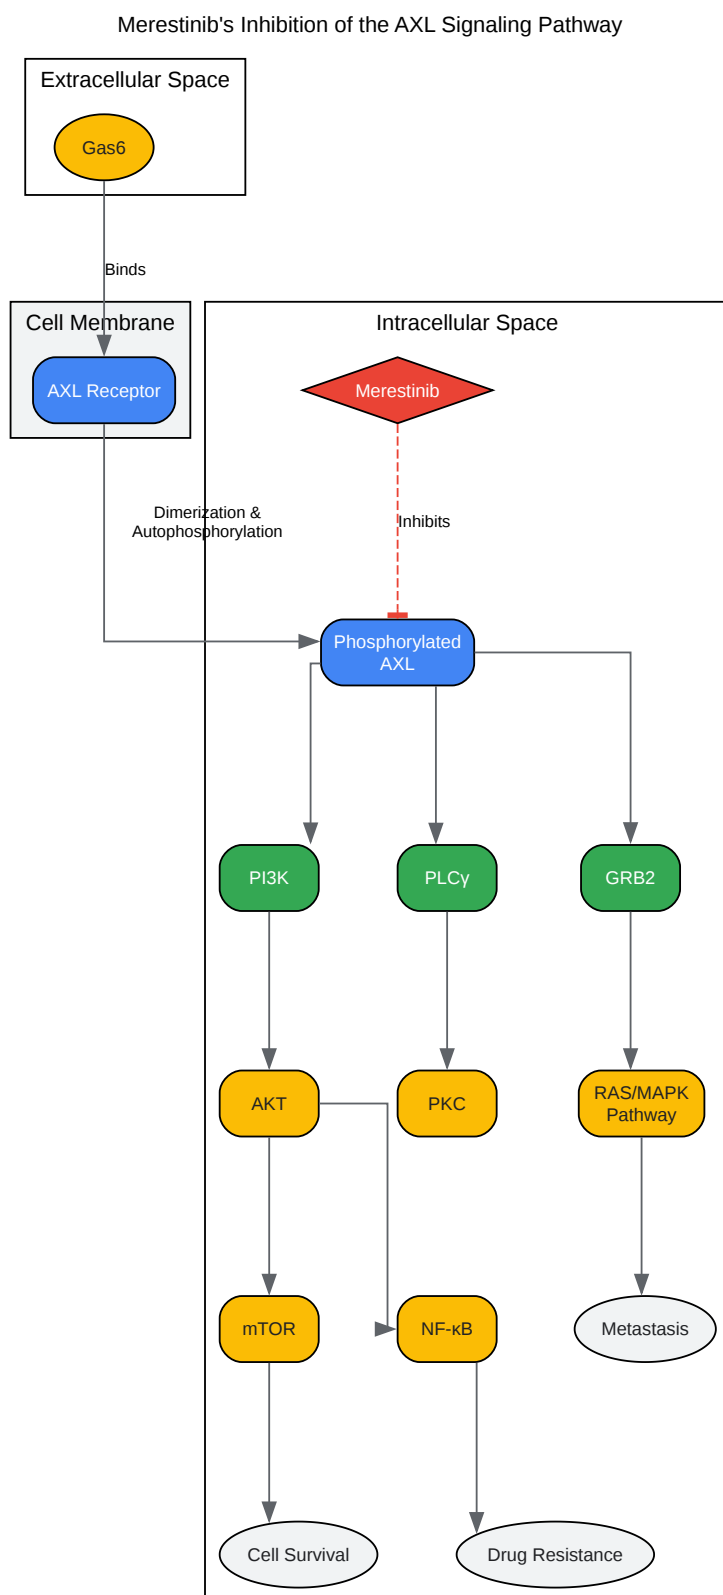 Merestinib's Inhibition of the AXL Signaling Pathway
Extracellular Space
Gas6
Binds
Cell Membrane
Intracellular Space
AXL Receptor
Merestinib
Dimerization &
Autophosphorylation
Inhibits
Phosphorylated
AXL
PI3K
PLCγ
GRB2
AKT
PKC
RAS/MAPK
Pathway
mTOR
NF-κB
Metastasis
Cell Survival
Drug Resistance